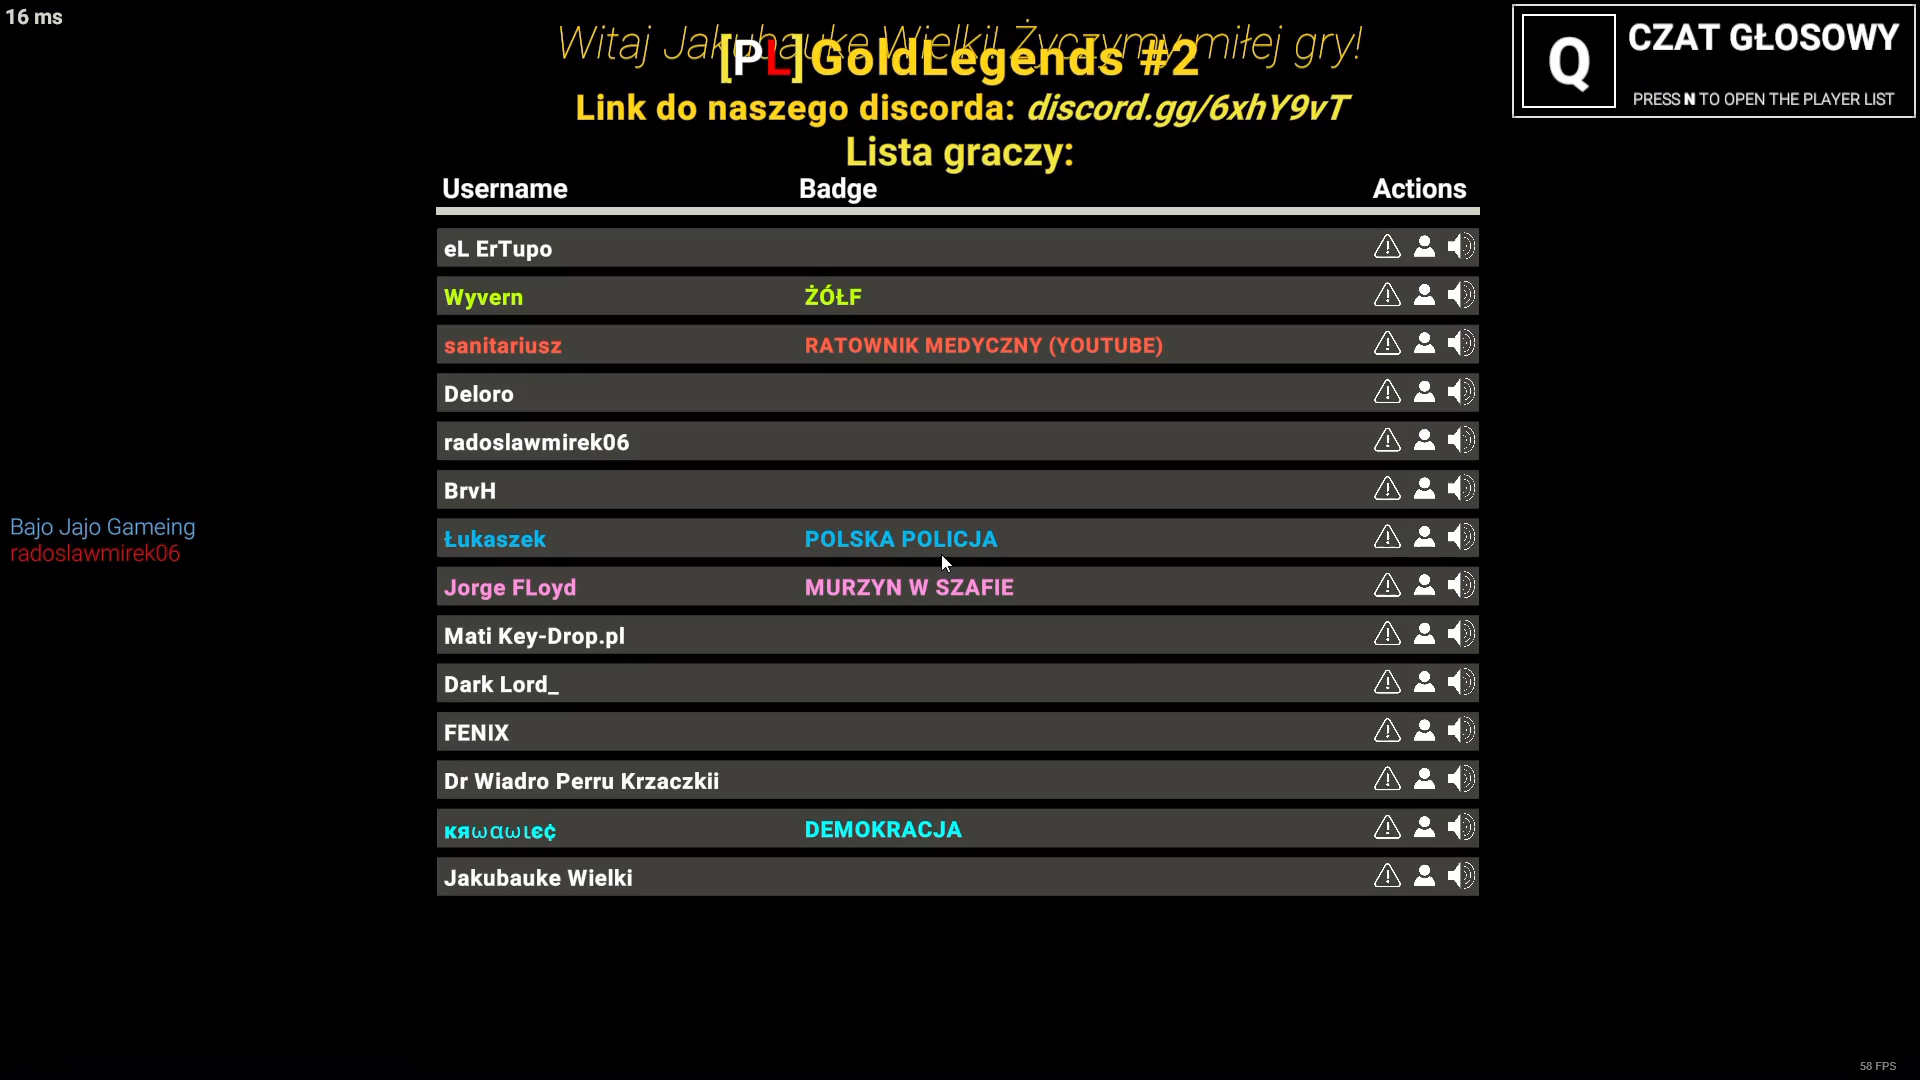 16 ms
Witaj Jakubauke Wielki! Życzymy miłej gry!
[PL]GoldLegends #2
Link do naszego discorda: discord.gg/6xhY9vT
Lista graczy:
Q
CZAT GŁOSOWY
PRESS N TO OPEN THE PLAYER LIST
Username Badge Actions
eL ErTupo
Wyvern ŻÓŁF
sanitariusz RATOWNIK MEDYCZNY (YOUTUBE)
Deloro
radoslawmirek06
BrvH
Łukaszek POLSKA POLICJA
Jorge FLoyd MURZYN W SZAFIE
Mati Key-Drop.pl
Dark Lord_
FENIX
Dr Wiadro Perru Krzaczkii
кяωαωιє¢ DEMOKRACJA
Jakubauke Wielki
Bajo Jajo Gameing
radoslawmirek06
58 FPS